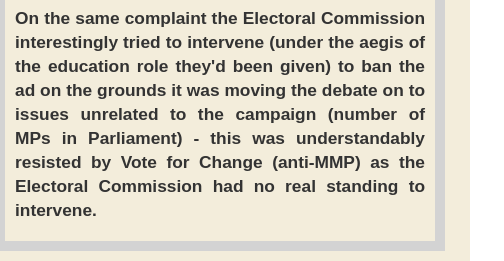 On the same complaint the Electoral Commission
interestingly tried to intervene (under the aegis of
the education role they'd been given) to ban the
ad on the grounds it was moving the debate on to
issues unrelated to the campaign (number of
MPs in Parliament) - this was understandably
resisted by Vote for Change (anti-MMP) as the
Electoral Commission had no real standing to
intervene.